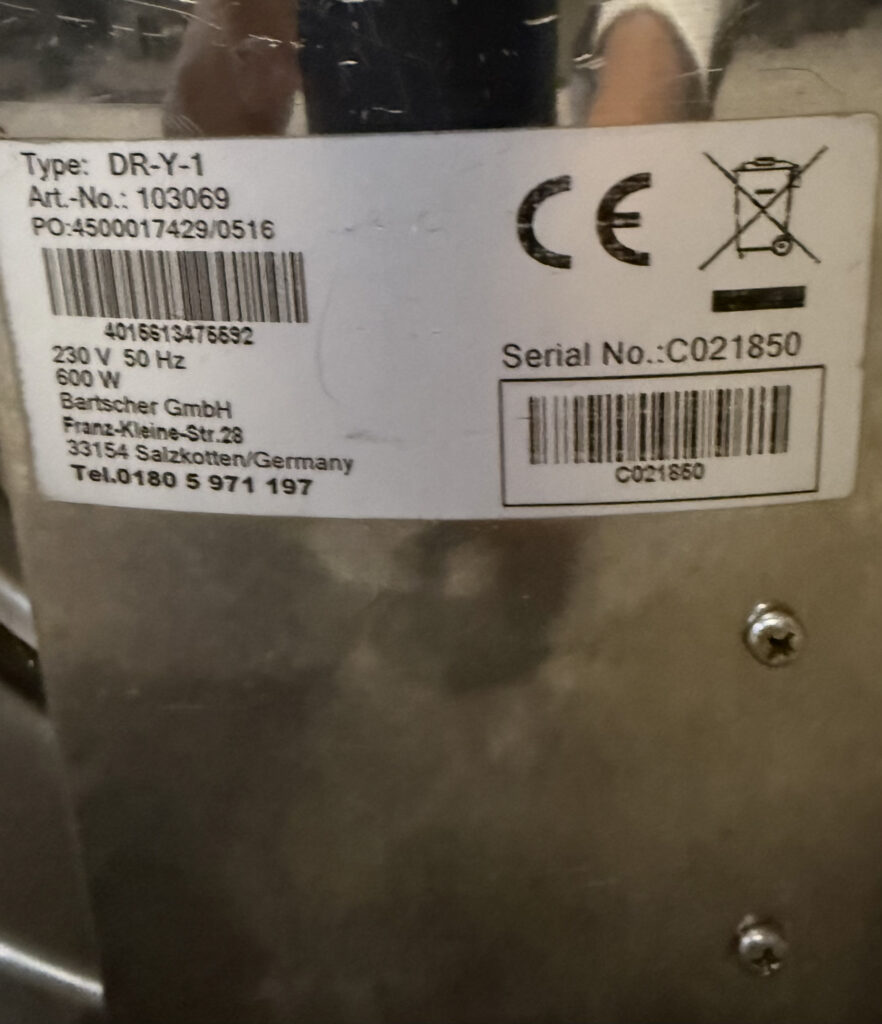 Type: DR-Y-1
Art.-No.: 103069
PO:4500017429/0516
4015613476592
230 V 50 Hz
600 W
Bartscher GmbH
Franz-Kleine-Str.28
33154 Salzkotten/Germany
Tel.0180 5 971 197
CE
Serial No.:C021850
C021850